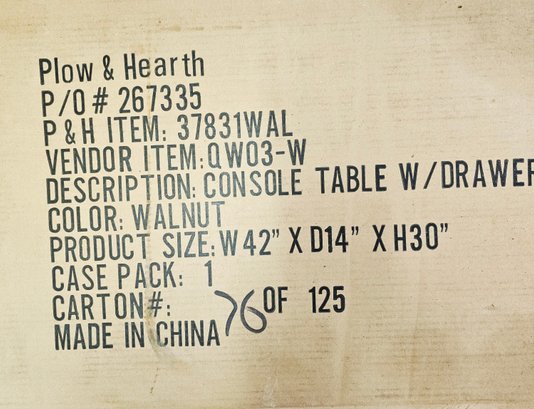 Plow & Hearth
P/O# 267335
P&H ITEM: 37831WAL
VENDOR ITEM:QW03-W
DESCRIPTION: CONSOLE TABLE W/DRAWER
COLOR: WALNUT
PRODUCT SIZE: W42" X D14" X H30"
CASE PACK: 1
CARTON#: 76 OF 125
MADE IN CHINA